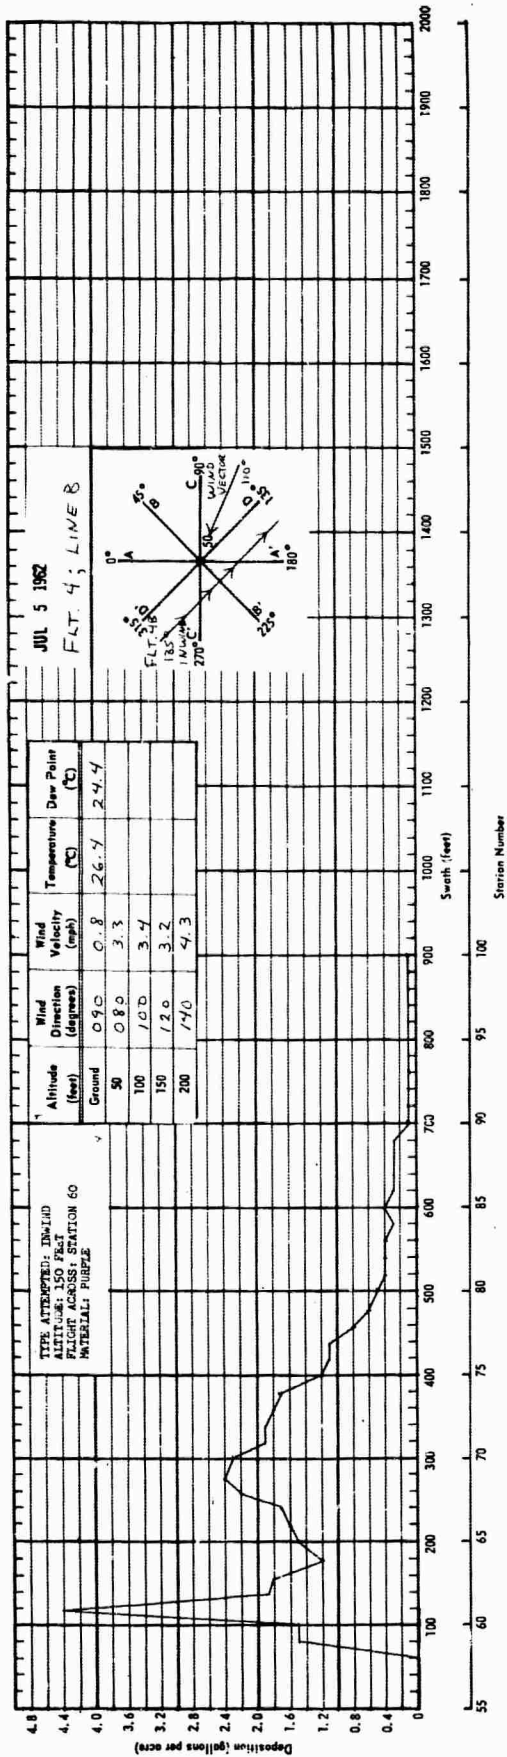 TYPE ATTEMPTED: INWIND
ALTITUDE: 150 FEET
FLIGHT ACROSS: STATION 60
MATERIAL: PURPLE
Altitude (feet) Wind Direction (degrees) Wind Velocity (mph) Temperature (°C) Dew Point (°C)
Ground 090 0.8 26.4 24.4
50 080 3.3
100 100 3.4
150 120 3.2
200 140 4.3
JUL 5 1962
FLT. 4; LINE B
0°
A
45°
B
C
90°
WIND
VECTOR
110°
135°
D
50
A'
180°
B'
225°
270°
C'
INWIND
135°
FLT. 4B
315°
D'
Deposition (gallons per acre)
4.8
4.4
4.0
3.6
3.2
2.8
2.4
2.0
1.6
1.2
0.8
0.4
0
100 200 300 400 500 600 700 800 900 1000 1100 1200 1300 1400 1500 1600 1700 1800 1900 2000
Swath (feet)
55 60 65 70 75 80 85 90 95 100
Station Number